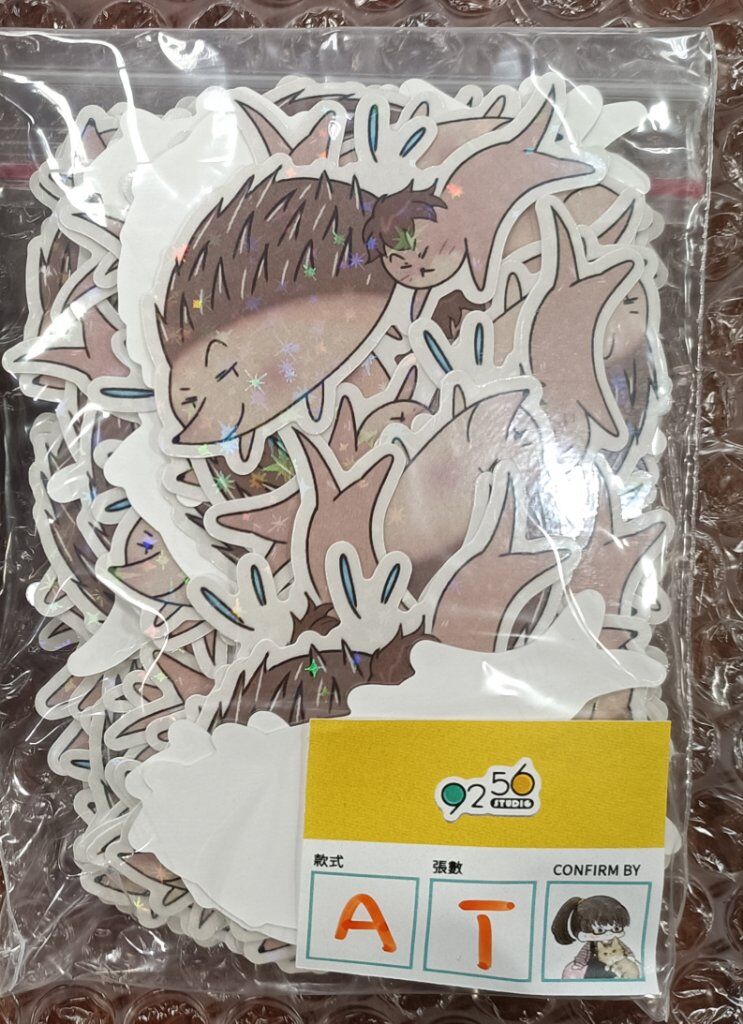 9256
STUDIO
款式 張數 CONFIRM BY
A T